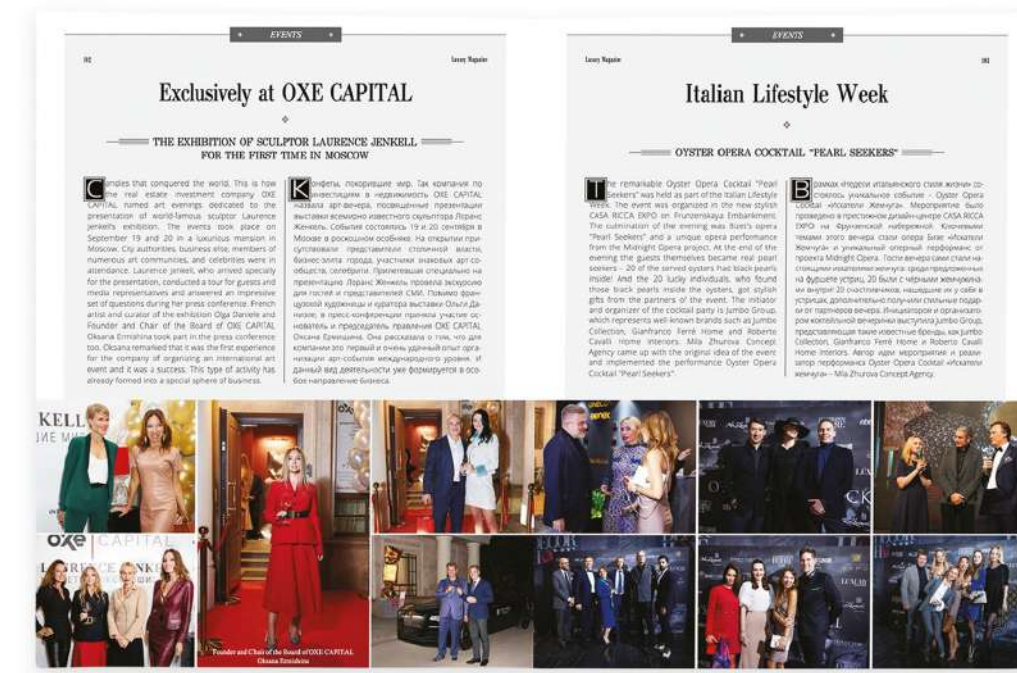 EVENTS
Luxury Magazine
Exclusively at OXE CAPITAL
THE EXHIBITION OF SCULPTOR LAURENCE JENKELL
FOR THE FIRST TIME IN MOSCOW
Candies that conquered the world. This is how
the real estate investment company OXE
CAPITAL named art evenings dedicated to the
presentation of world-famous sculptor Laurence
Jenkell's exhibition. The events took place on
September 19 and 20 in a luxurious mansion in
Moscow. City authorities, business elite, members of
numerous art communities, and celebrities were in
attendance. Laurence Jenkell, who arrived specially
for the presentation, conducted a tour for guests and
media representatives and answered an impressive
set of questions during her press conference. French
artist and curator of the exhibition Olga Daniele and
Founder and Chair of the Board of OXE CAPITAL
Oksana Ermishina took part in the press conference
too. Oksana remarked that it was the first experience
for the company of organizing an international art
event and it was a success. This type of activity has
already formed into a special sphere of business.
Конфеты, покорившие мир. Так компания по
инвестициям в недвижимость OXE CAPITAL
назвала арт-вечера, посвященные презентации
выставки всемирно известного скульптора Лоранс
Женкель. События состоялись 19 и 20 сентября в
Москве в роскошном особняке. На открытии при-
сутствовали представители столичной власти,
бизнес-элита города, участники знаковых арт-со-
обществ, селебрити. Прилетевшая специально на
презентацию Лоранс Женкель провела экскурсию
для гостей и представителей СМИ. Помимо фран-
цузской художницы и куратора выставки Ольги Да-
ниэле, в пресс-конференции приняла участие ос-
нователь и председатель правления OXE CAPITAL
Оксана Ермишина. Она рассказала о том, что для
компании это первый и очень удачный опыт орга-
низации арт-события международного уровня. И
данный вид деятельности уже формируется в осо-
бое направление бизнеса.
EVENTS
Luxury Magazine
Italian Lifestyle Week
OYSTER OPERA COCKTAIL "PEARL SEEKERS"
The remarkable Oyster Opera Cocktail "Pearl
Seekers" was held as part of the Italian Lifestyle
Week. The event was organized in the new stylish
CASA RICCA EXPO on Frunzenskaya Embankment.
The culmination of the evening was Bizet's opera
"Pearl Seekers" and a unique opera performance
from the Midnight Opera project. At the end of the
evening the guests themselves became real pearl
seekers - 20 of the served oysters had black pearls
inside! And the 20 lucky individuals, who found
those black pearls inside the oysters, got stylish
gifts from the partners of the event. The initiator
and organizer of the cocktail party is Jumbo Group,
which represents well-known brands such as Jumbo
Collection, Gianfranco Ferré Home and Roberto
Cavalli Home Interiors. Mila Zhurova Concept
Agency came up with the original idea of the event
and implemented the performance Oyster Opera
Cocktail "Pearl Seekers".
В рамках «Недели итальянского стиля жизни» со-
стоялось уникальное событие – Oyster Opera
Cocktail «Искатели Жемчуга». Мероприятие было
проведено в престижном дизайн-центре CASA RICCA
EXPO на Фрунзенской набережной. Ключевыми
темами этого вечера стали опера Бизе «Искатели
Жемчуга» и уникальный оперный перформанс от
проекта Midnight Opera. Гости вечера сами стали на-
стоящими искателями жемчуга: среди предложенных
на фуршете устриц, 20 были с чёрными жемчужина-
ми внутри! 20 счастливчиков, нашедшие их у себя в
устрицах, дополнительно получили стильные подар-
ки от партнеров вечера. Инициатором и организато-
ром коктейльной вечеринки выступила Jumbo Group,
представляющая такие известные бренды, как Jumbo
Collection, Gianfranco Ferré Home и Roberto Cavalli
Home Interiors. Автор идеи мероприятия и реали-
затор перфоманса Oyster Opera Cocktail «Искатели
жемчуга» – Mila Zhurova Concept Agency.
KELL
oxe CAPITAL
Founder and Chair of the Board of OXE CAPITAL
Oksana Ermishina